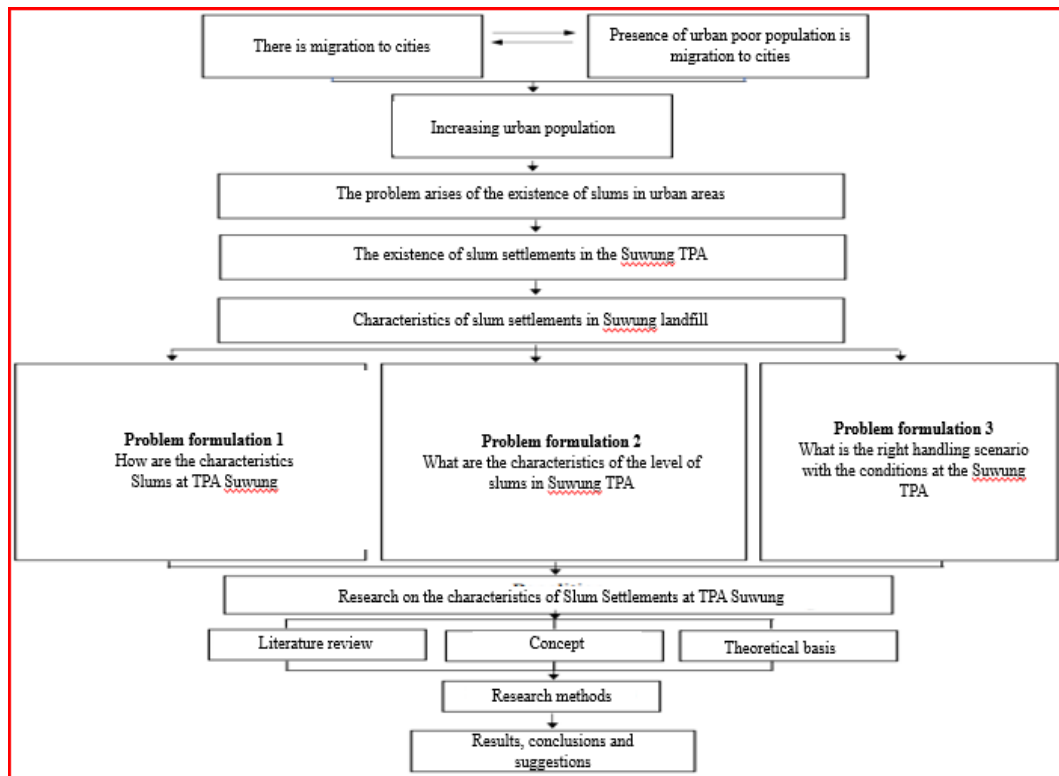 There is migration to cities
Presence of urban poor population is
migration to cities
Increasing urban population
The problem arises of the existence of slums in urban areas
The existence of slum settlements in the Suwung TPA
Characteristics of slum settlements in Suwung landfill
Problem formulation 1
How are the characteristics
Slums at TPA Suwung
Problem formulation 2
What are the characteristics of the level of
slums in Suwung TPA
Problem formulation 3
What is the right handling scenario
with the conditions at the Suwung
TPA
Research on the characteristics of Slum Settlements at TPA Suwung
Literature review
Concept
Theoretical basis
Research methods
Results, conclusions and
suggestions